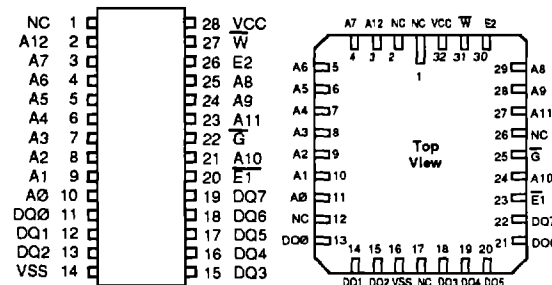 NC 1 28 VCC
A12 2 27 W
A7 3 26 E2
A6 4 25 A8
A5 5 24 A9
A4 6 23 A11
A3 7 22 G
A2 8 21 A10
A1 9 20 E1
AØ 10 19 DQ7
DQØ 11 18 DQ6
DQ1 12 17 DQ5
DQ2 13 16 DQ4
VSS 14 15 DQ3
A7 A12 NC NC VCC W E2
4 3 2 1 32 31 30
A6 5 29 A8
A5 6 28 A9
A4 7 27 A11
A3 8 26 NC
A2 9 25 G
A1 10 24 A10
AØ 11 23 E1
NC 12 22 DQ7
DQØ 13 21 DQ6
Top
View
14 15 16 17 18 19 20
DQ1 DQ2 VSS NC DQ3 DQ4 DQ5